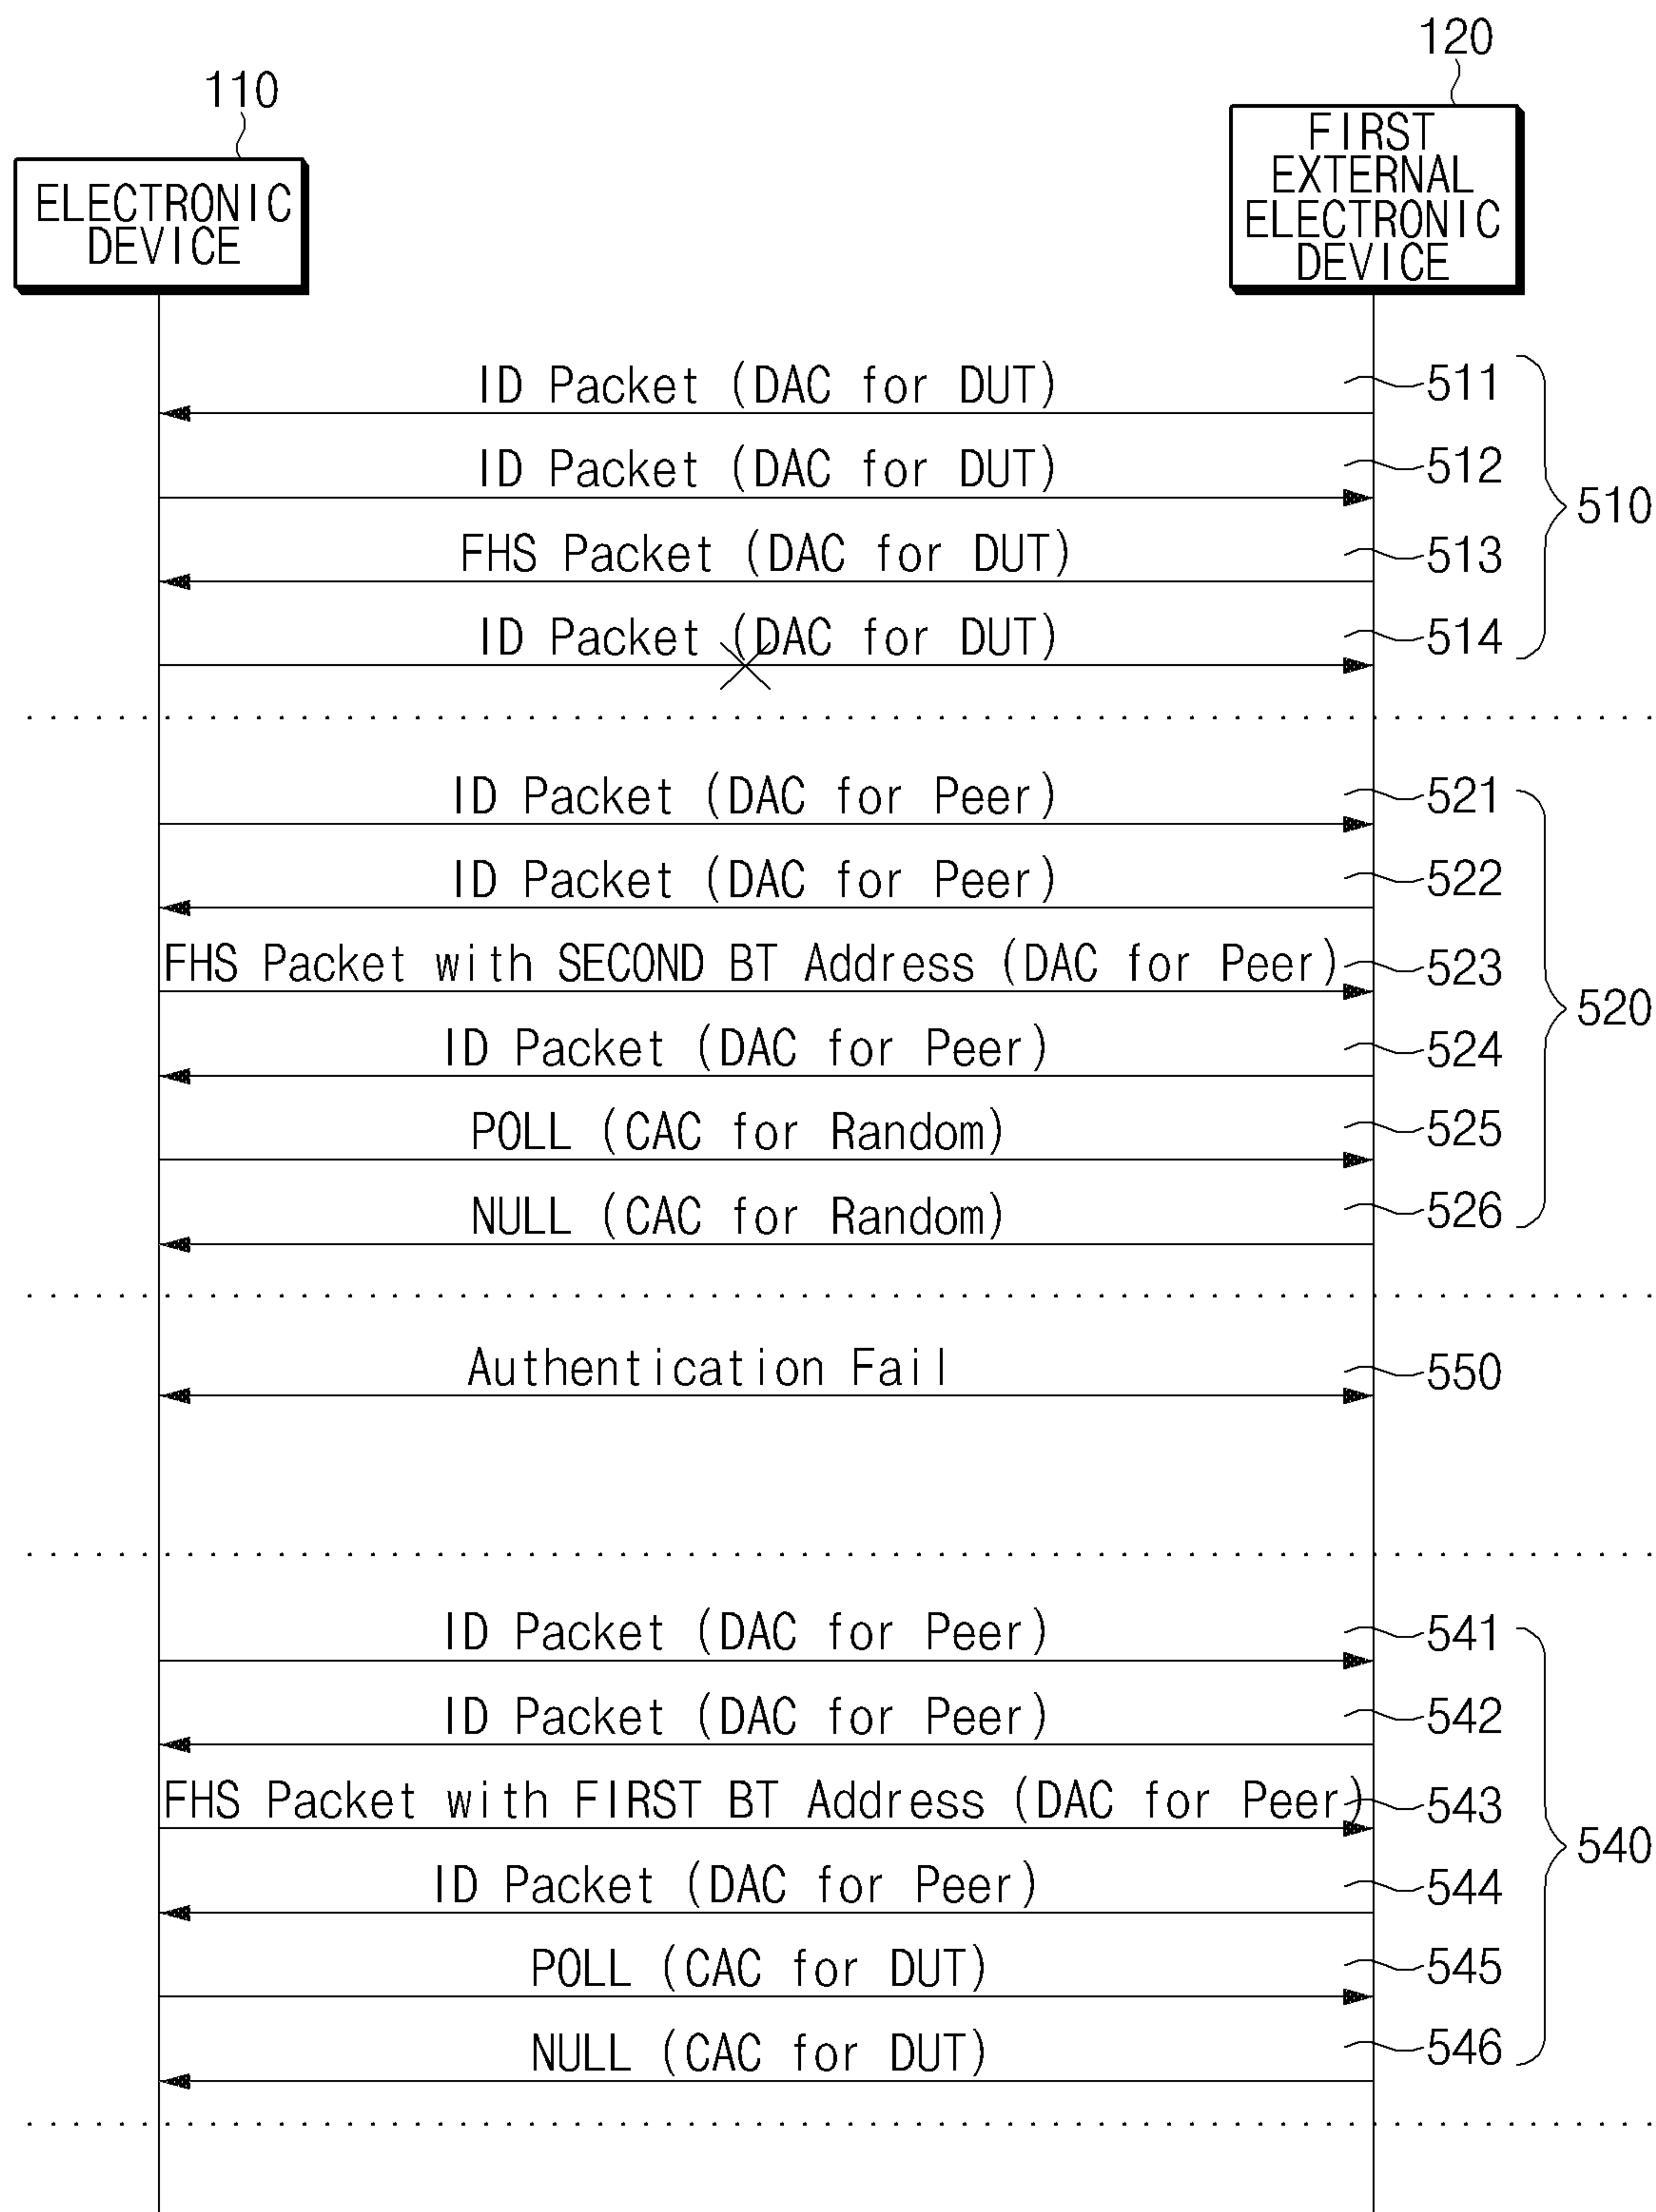 120
110
FIRST
EXTERNAL
ELECTRONIC
DEVICE
ELECTRONIC
DEVICE
ID Packet (DAC for DUT) 511
ID Packet (DAC for DUT) 512
510
FHS Packet (DAC for DUT) 513
ID Packet (DAC for DUT) 514
ID Packet (DAC for Peer) 521
ID Packet (DAC for Peer) 522
FHS Packet with SECOND BT Address (DAC for Peer) 523
520
ID Packet (DAC for Peer) 524
POLL (CAC for Random) 525
NULL (CAC for Random) 526
Authentication Fail 550
ID Packet (DAC for Peer) 541
ID Packet (DAC for Peer) 542
FHS Packet with FIRST BT Address (DAC for Peer) 543
540
ID Packet (DAC for Peer) 544
POLL (CAC for DUT) 545
NULL (CAC for DUT) 546